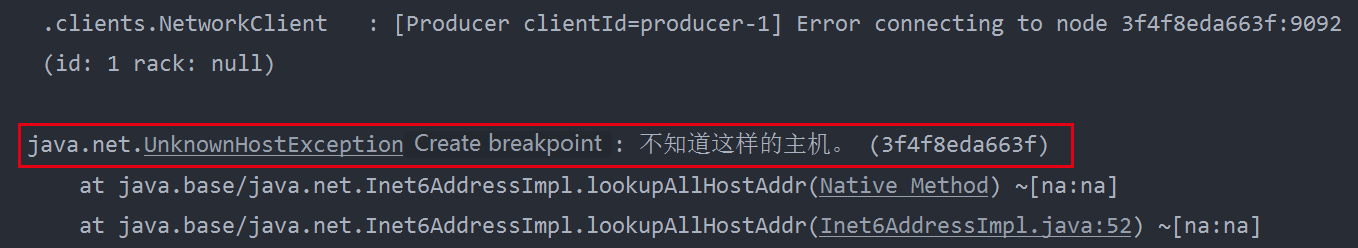 .clients.NetworkClient   : [Producer clientId=producer-1] Error connecting to node 3f4f8eda663f:9092
(id: 1 rack: null)
java.net.UnknownHostException Create breakpoint : 不知道这样的主机。 (3f4f8eda663f)
at java.base/java.net.Inet6AddressImpl.lookupAllHostAddr(Native Method) ~[na:na]
at java.base/java.net.Inet6AddressImpl.lookupAllHostAddr(Inet6AddressImpl.java:52) ~[na:na]